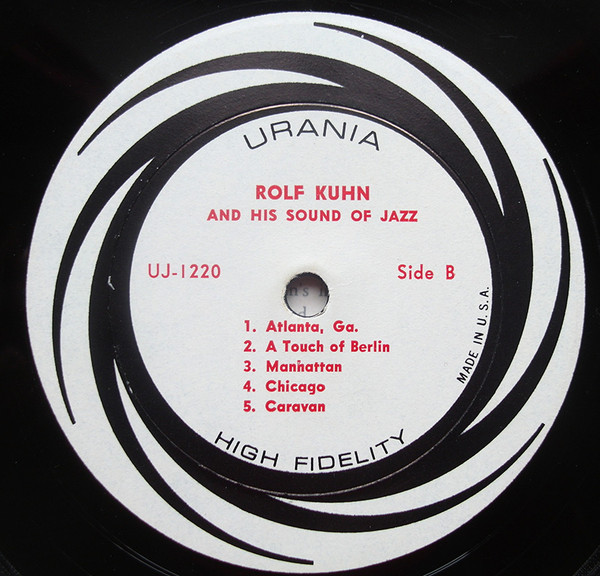 URANIA
ROLF KUHN
AND HIS SOUND OF JAZZ
UJ-1220
Side B
1. Atlanta, Ga.
2. A Touch of Berlin
3. Manhattan
4. Chicago
5. Caravan
MADE IN U.S.A.
HIGH FIDELITY